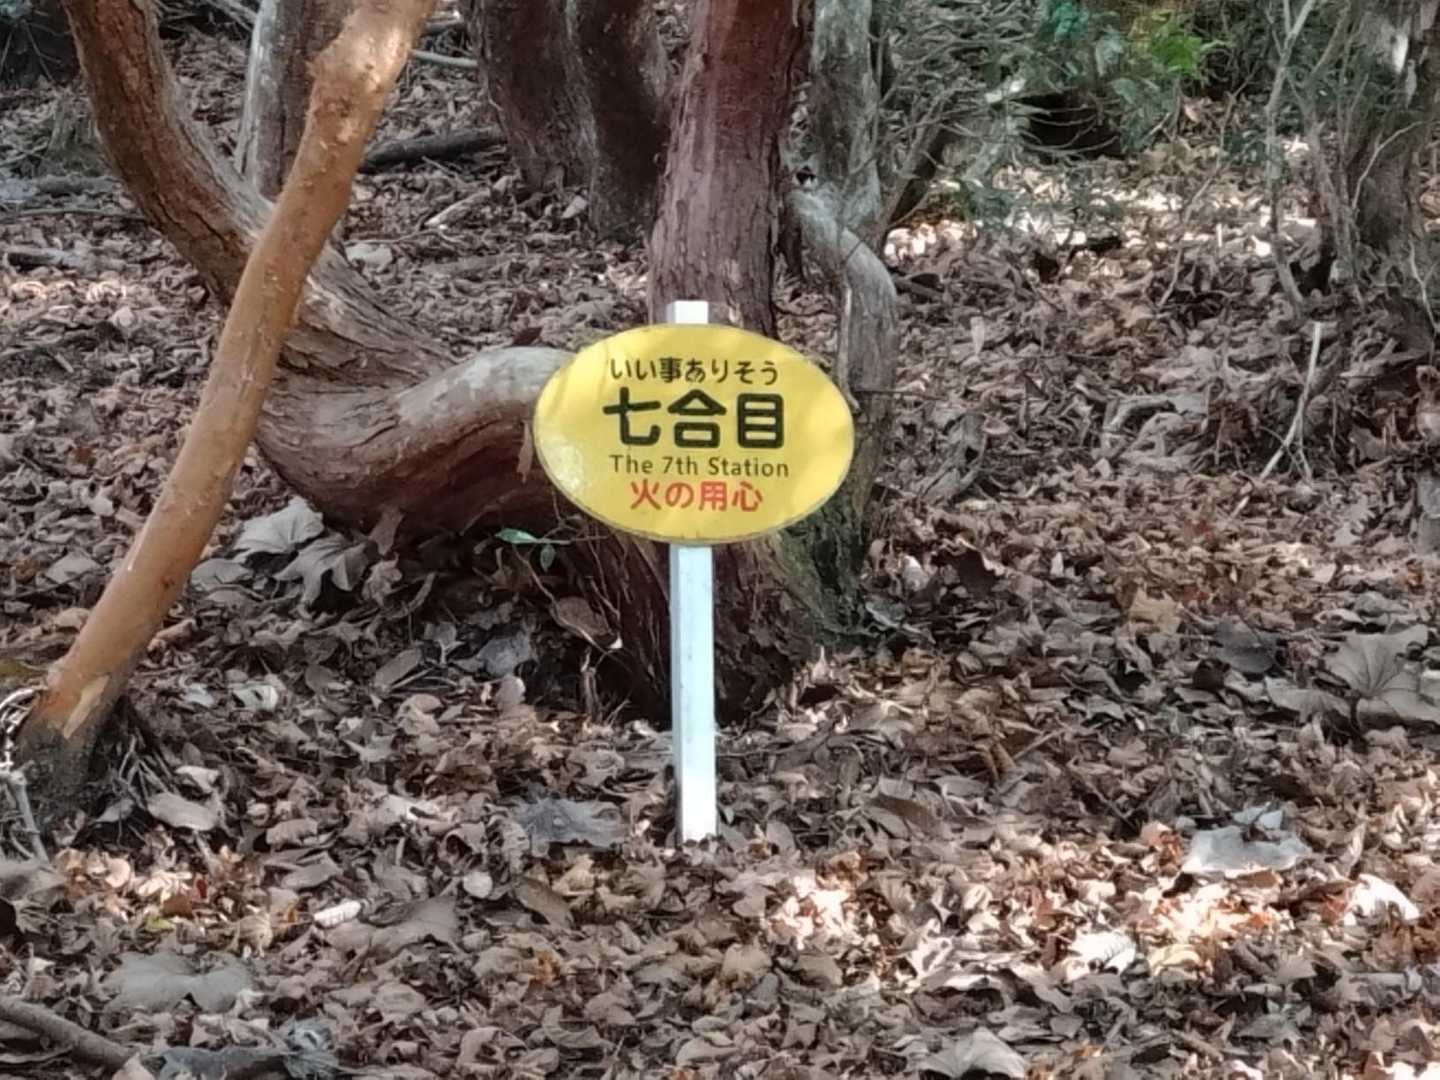 いい事ありそう
七合目
The 7th Station
火の用心